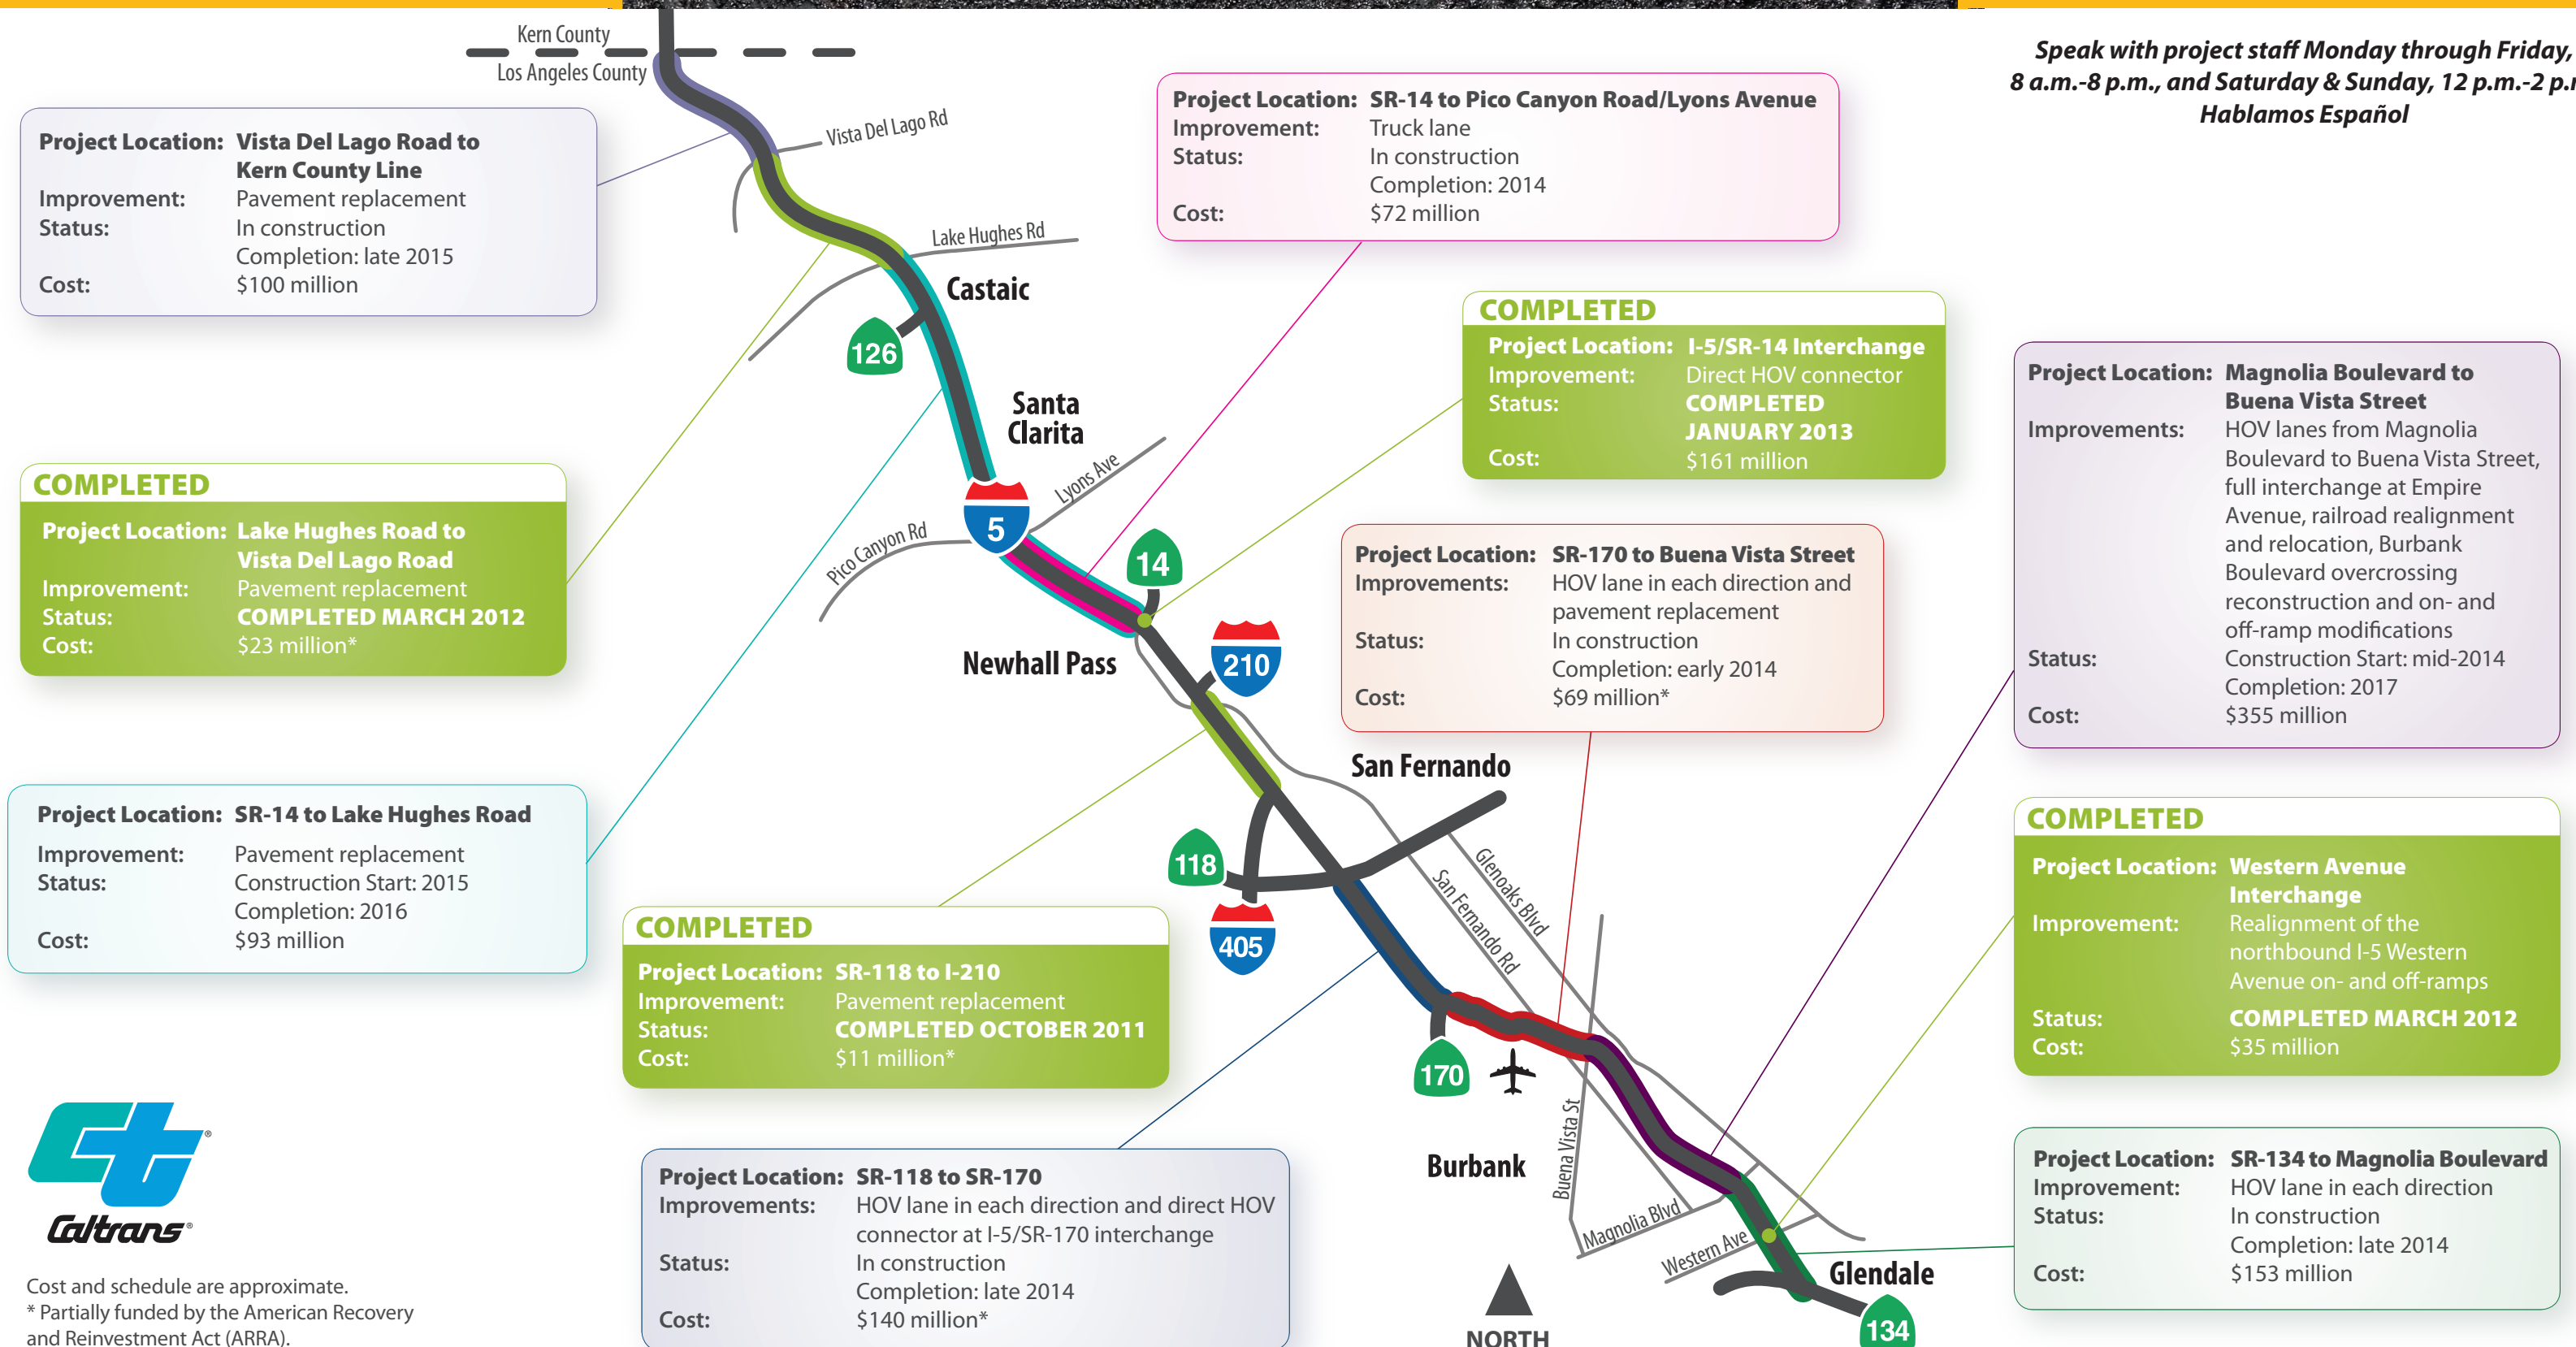 Kern County
Los Angeles County
Speak with project staff Monday through Friday,
8 a.m.-8 p.m., and Saturday & Sunday, 12 p.m.-2 p.m
Hablamos Español
Project Location: Vista Del Lago Road to
Kern County Line
Improvement: Pavement replacement
Status: In construction
Completion: late 2015
Cost: $100 million
Vista Del Lago Rd
Lake Hughes Rd
Castaic
126
Santa
Clarita
Lyons Ave
5
Pico Canyon Rd
14
Newhall Pass
210
San Fernando
118
405
Glenoaks Blvd
San Fernando Rd
170
Burbank
Buena Vista St
Magnolia Blvd
Western Ave
Glendale
134
NORTH
Project Location: SR-14 to Pico Canyon Road/Lyons Avenue
Improvement: Truck lane
Status: In construction
Completion: 2014
Cost: $72 million
COMPLETED
Project Location: I-5/SR-14 Interchange
Improvement: Direct HOV connector
Status: COMPLETED
JANUARY 2013
Cost: $161 million
Project Location: Magnolia Boulevard to
Buena Vista Street
Improvements: HOV lanes from Magnolia
Boulevard to Buena Vista Street,
full interchange at Empire
Avenue, railroad realignment
and relocation, Burbank
Boulevard overcrossing
reconstruction and on- and
off-ramp modifications
Status: Construction Start: mid-2014
Completion: 2017
Cost: $355 million
COMPLETED
Project Location: Lake Hughes Road to
Vista Del Lago Road
Improvement: Pavement replacement
Status: COMPLETED MARCH 2012
Cost: $23 million*
Project Location: SR-170 to Buena Vista Street
Improvements: HOV lane in each direction and
pavement replacement
Status: In construction
Completion: early 2014
Cost: $69 million*
Project Location: SR-14 to Lake Hughes Road
Improvement: Pavement replacement
Status: Construction Start: 2015
Completion: 2016
Cost: $93 million
COMPLETED
Project Location: Western Avenue
Interchange
Improvement: Realignment of the
northbound I-5 Western
Avenue on- and off-ramps
Status: COMPLETED MARCH 2012
Cost: $35 million
COMPLETED
Project Location: SR-118 to I-210
Improvement: Pavement replacement
Status: COMPLETED OCTOBER 2011
Cost: $11 million*
Project Location: SR-118 to SR-170
Improvements: HOV lane in each direction and direct HOV
connector at I-5/SR-170 interchange
Status: In construction
Completion: late 2014
Cost: $140 million*
Project Location: SR-134 to Magnolia Boulevard
Improvement: HOV lane in each direction
Status: In construction
Completion: late 2014
Cost: $153 million
ct®
Caltrans®
Cost and schedule are approximate.
* Partially funded by the American Recovery
and Reinvestment Act (ARRA).